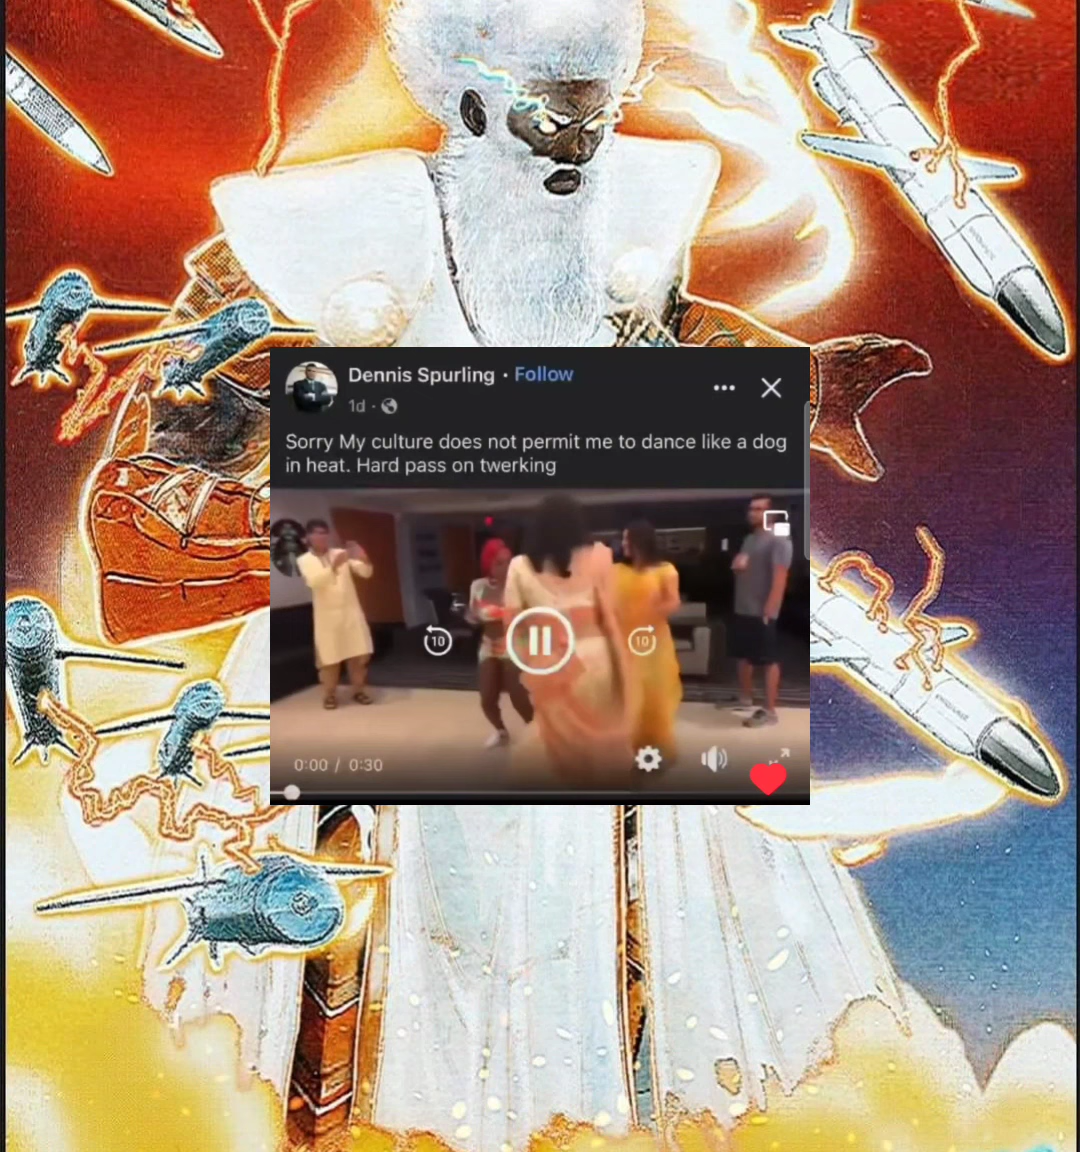 Dennis Spurling · Follow
1d ·
Sorry My culture does not permit me to dance like a dog
in heat. Hard pass on twerking
10
10
0:00 / 0:30